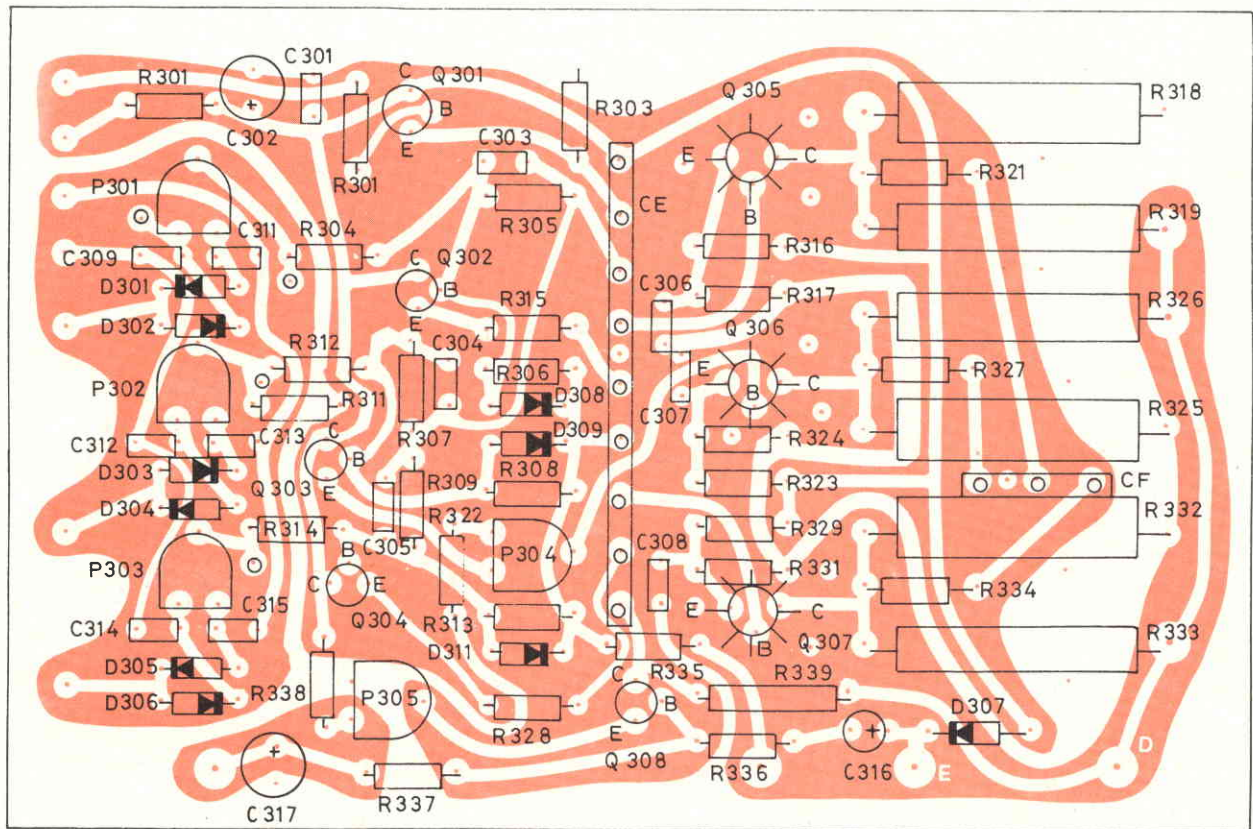 R301
C301
C302
C Q301
B
E
R301
R303
Q305
E C
B
R318
P301
C303
R305
CE
R321
R319
C309
C311
R304
C Q302
B
E
R316
C306
R317
R326
D301
D302
R315
Q306
E C
B
R312
C304
R306
R327
P302
R311
D308
R325
C312
C313
R307
D309
C307
R324
C
B
E
D303
Q303
R308
R309
R323
CF
D304
R314
R322
C305
R329
R332
P303
B
C E
P304
C308
R331
R334
C314
C315
Q304
R313
E C
B Q307
R333
D305
R338
D311
C R335
R339
D306
P305
B
D307
R328
E
Q308
R336
C316
E
D
C317
R337